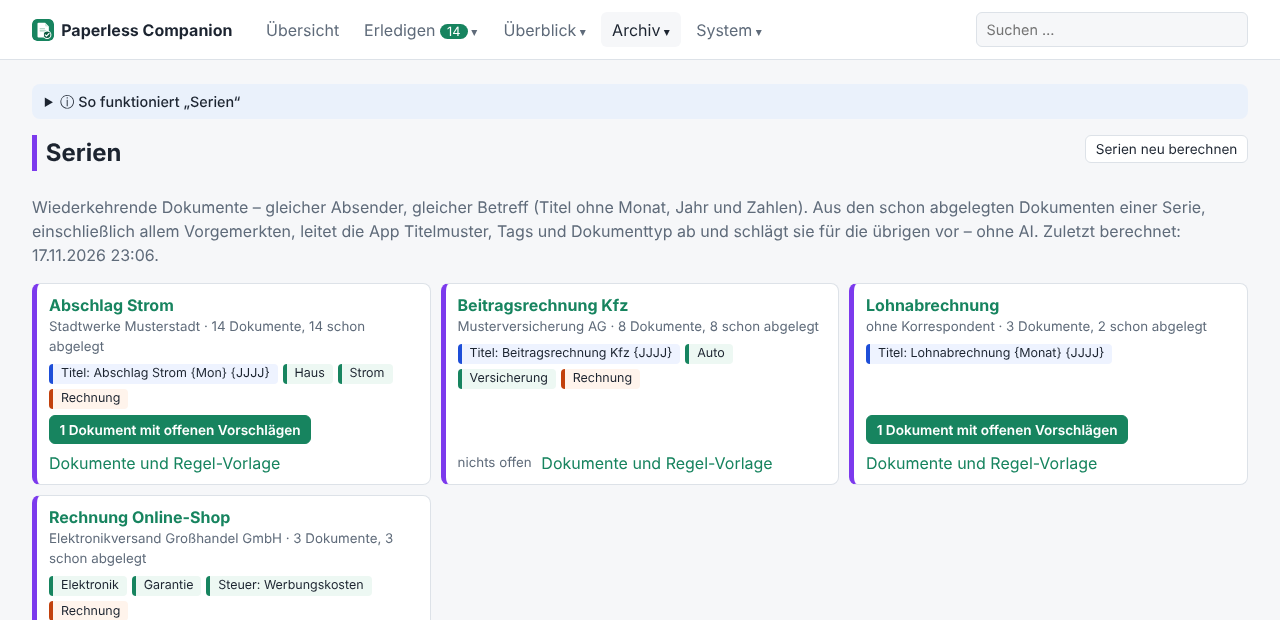 Paperless Companion
Übersicht
Erledigen 14 ▾
Überblick ▾
Archiv ▾
System ▾
Suchen ...
▶ ⓘ So funktioniert „Serien“
Serien
Serien neu berechnen
Wiederkehrende Dokumente – gleicher Absender, gleicher Betreff (Titel ohne Monat, Jahr und Zahlen). Aus den schon abgelegten Dokumenten einer Serie,
einschließlich allem Vorgemerkten, leitet die App Titelmuster, Tags und Dokumenttyp ab und schlägt sie für die übrigen vor – ohne AI. Zuletzt berechnet:
17.11.2026 23:06.
Abschlag Strom
Stadtwerke Musterstadt · 14 Dokumente, 14 schon
abgelegt
Titel: Abschlag Strom {Mon} {JJJJ}
Haus
Strom
Rechnung
1 Dokument mit offenen Vorschlägen
Dokumente und Regel-Vorlage
Beitragsrechnung Kfz
Musterversicherung AG · 8 Dokumente, 8 schon abgelegt
Titel: Beitragsrechnung Kfz {JJJJ}
Auto
Versicherung
Rechnung
nichts offen
Dokumente und Regel-Vorlage
Lohnabrechnung
ohne Korrespondent · 3 Dokumente, 2 schon abgelegt
Titel: Lohnabrechnung {Monat} {JJJJ}
1 Dokument mit offenen Vorschlägen
Dokumente und Regel-Vorlage
Rechnung Online-Shop
Elektronikversand Großhandel GmbH · 3 Dokumente, 3
schon abgelegt
Elektronik
Garantie
Steuer: Werbungskosten
Rechnung